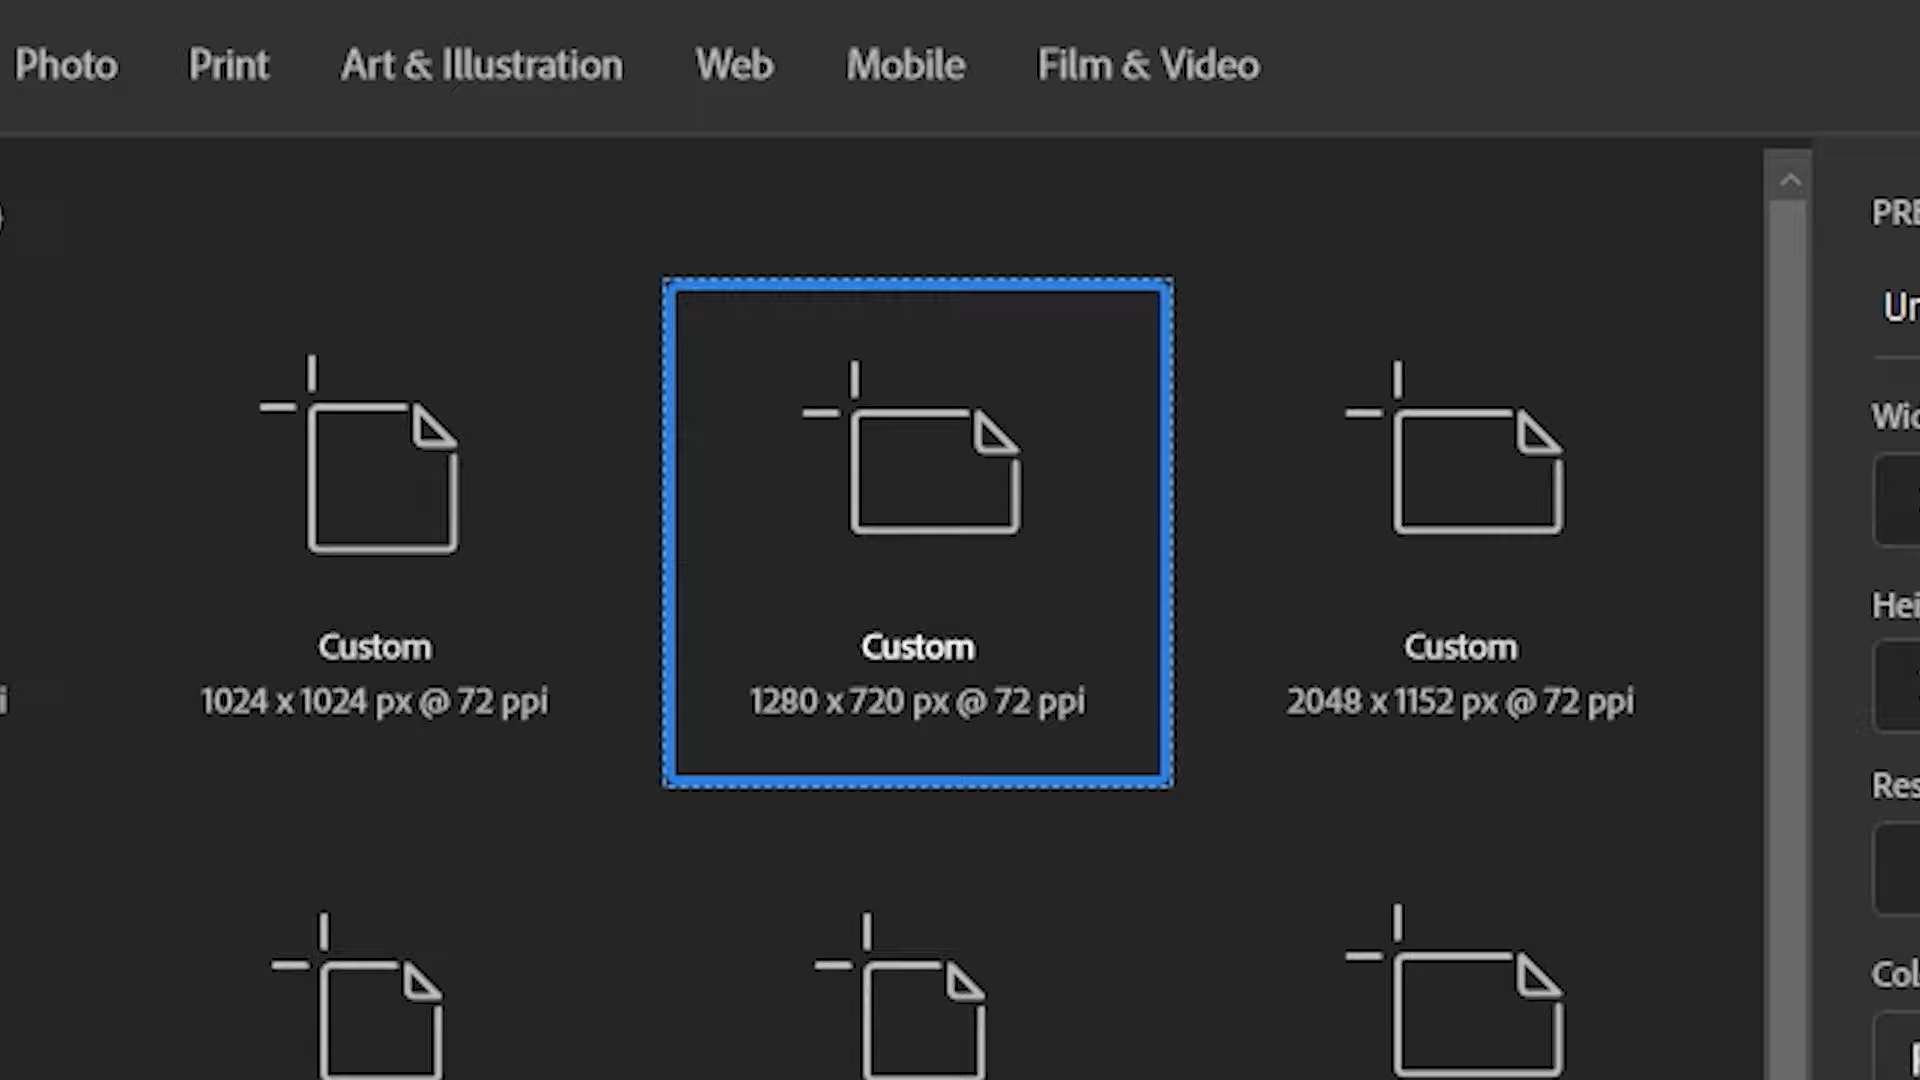 Photo Print Art & Illustration Web Mobile Film & Video
Custom
1024 x 1024 px @ 72 ppi
Custom
1280 x 720 px @ 72 ppi
Custom
2048 x 1152 px @ 72 ppi